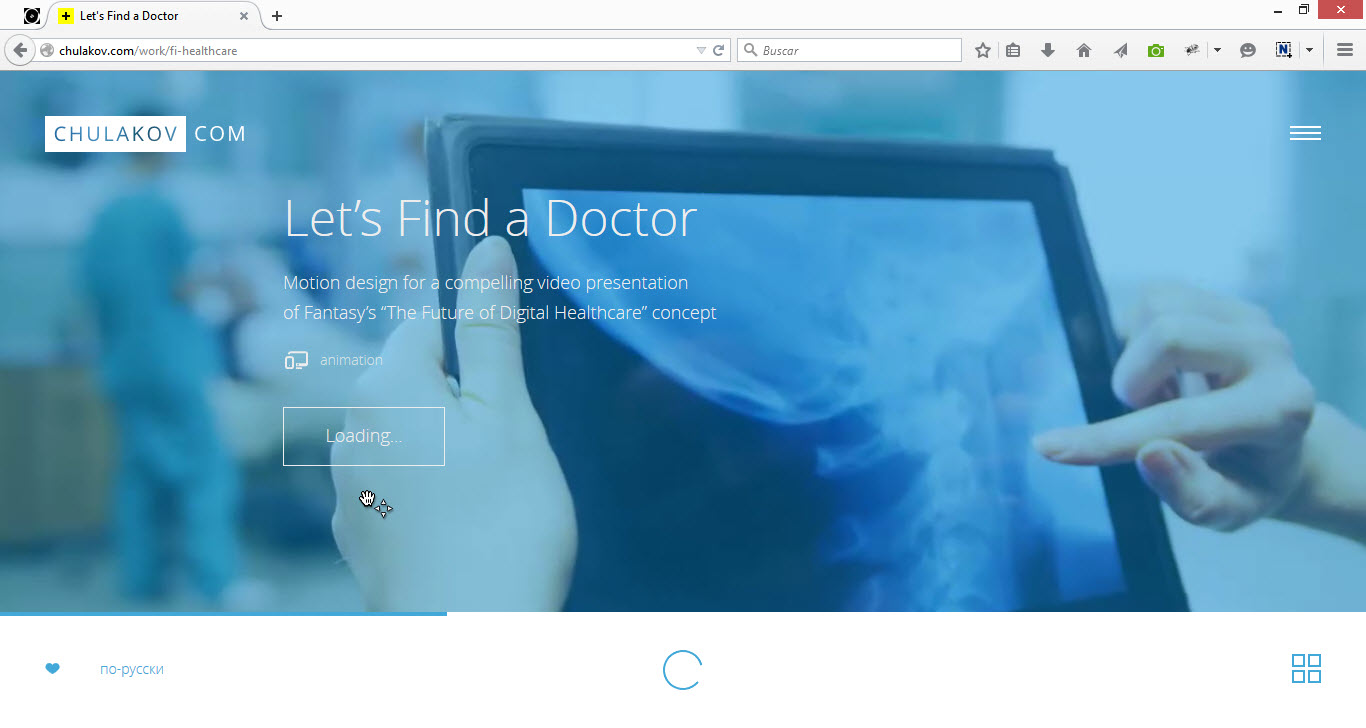 Let's Find a Doctor
chulakov.com/work/fi-healthcare
Buscar
CHULAKOV COM
Let’s Find a Doctor
Motion design for a compelling video presentation
of Fantasy’s “The Future of Digital Healthcare” concept
animation
Loading...
по-русски